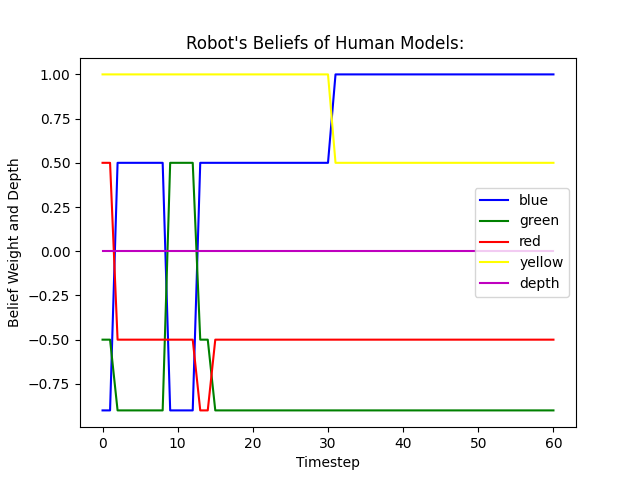 Robot's Beliefs of Human Models:
1.00
0.75
0.50
0.25
0.00
−0.25
−0.50
−0.75
Belief Weight and Depth
blue
green
red
yellow
depth
0 10 20 30 40 50 60
Timestep